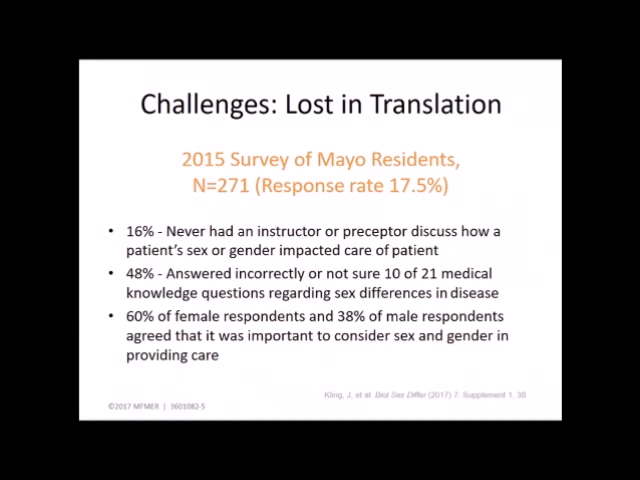 Challenges: Lost in Translation
2015 Survey of Mayo Residents,
N=271 (Response rate 17.5%)
• 16% - Never had an instructor or preceptor discuss how a
patient's sex or gender impacted care of patient
• 48% - Answered incorrectly or not sure 10 of 21 medical
knowledge questions regarding sex differences in disease
• 60% of female respondents and 38% of male respondents
agreed that it was important to consider sex and gender in
providing care
Kling, J, et al. Biol Sex Differ (2017) 7: Supplement 1, 38
©2017 MFMER | 3601082-5